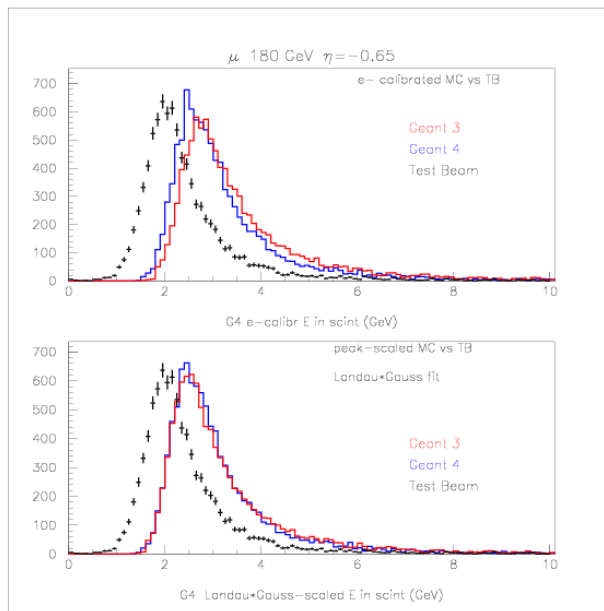 μ 180 GeV η=−0.65
e− calibrated MC vs TB
700
600
500
400
300
200
100
0
Geant 3
Geant 4
Test Beam
0 2 4 6 8 10
G4 e−calibr E in scint (GeV)
peak−scaled MC vs TB
Landau*Gauss fit
700
600
500
400
300
200
100
0
Geant 3
Geant 4
Test Beam
0 2 4 6 8 10
G4 Landau*Gauss−scaled E in scint (GeV)